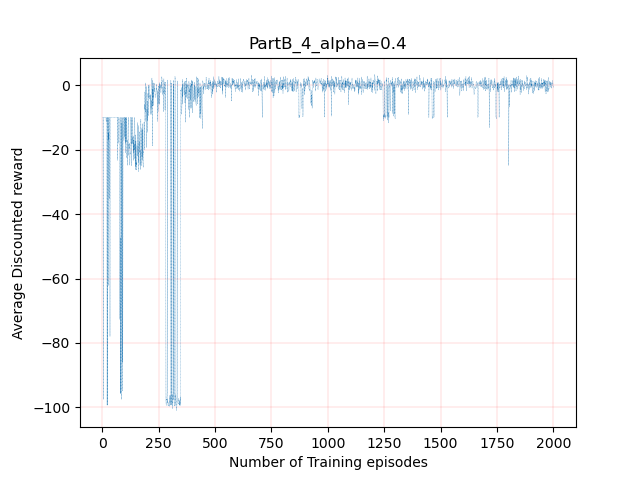 PartB_4_alpha=0.4
Average Discounted reward
0
−20
−40
−60
−80
−100
0 250 500 750 1000 1250 1500 1750 2000
Number of Training episodes